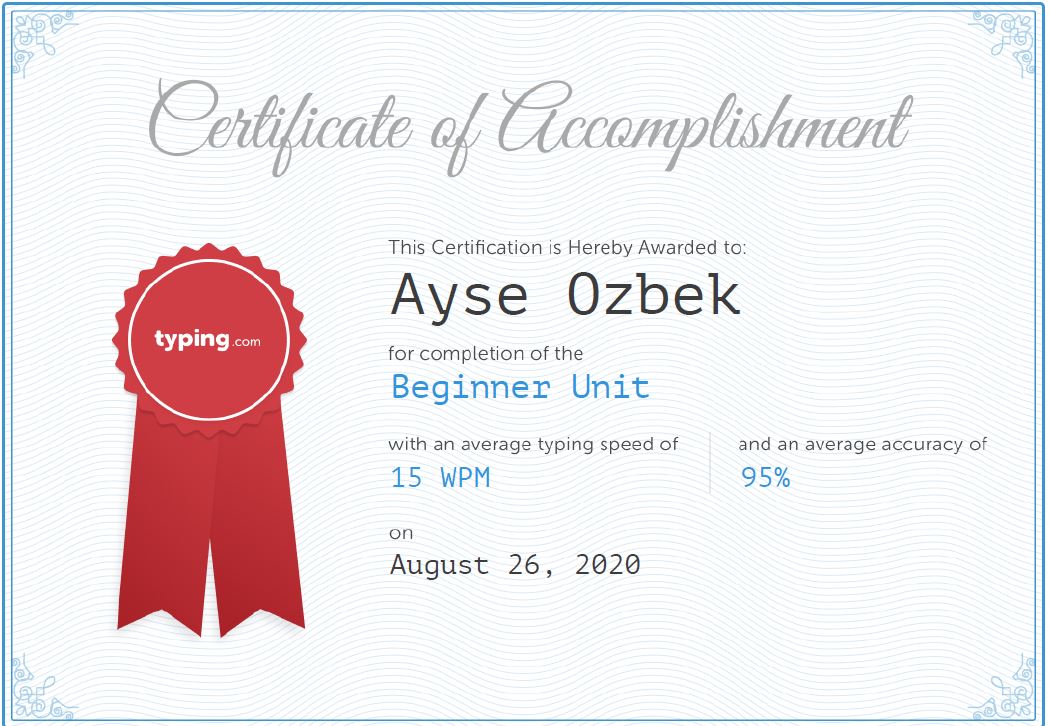 Certificate of Accomplishment
This Certification is Hereby Awarded to:
Ayse Ozbek
typing.com
for completion of the
Beginner Unit
with an average typing speed of
and an average accuracy of
15 WPM
95%
on
August 26, 2020